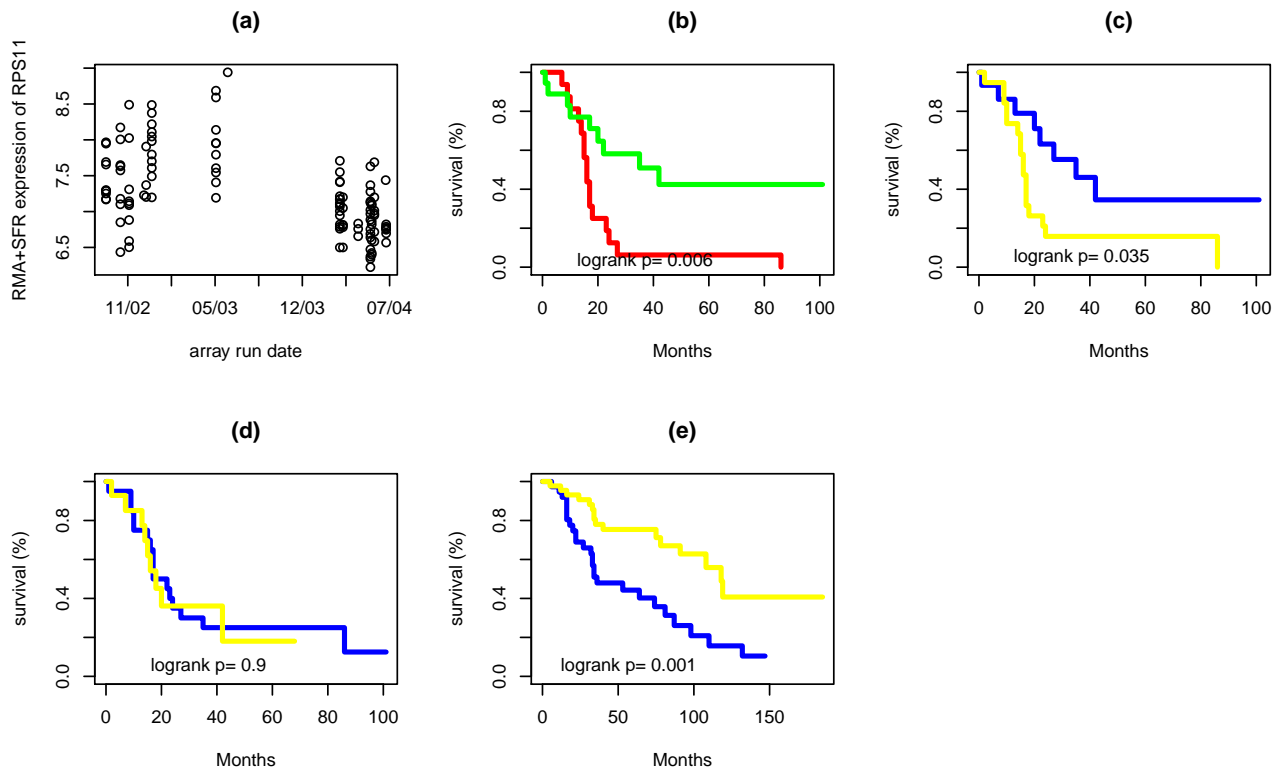 (a)
RMA+SFR expression of RPS11
8.5
7.5
6.5
11/02 05/03 12/03 07/04
array run date
(b)
survival (%)
0.8
0.4
0.0
logrank p= 0.006
0 20 40 60 80 100
Months
(c)
survival (%)
0.8
0.4
0.0
logrank p= 0.035
0 20 40 60 80 100
Months
(d)
survival (%)
0.8
0.4
0.0
logrank p= 0.9
0 20 40 60 80 100
Months
(e)
survival (%)
0.8
0.4
0.0
logrank p= 0.001
0 50 100 150
Months